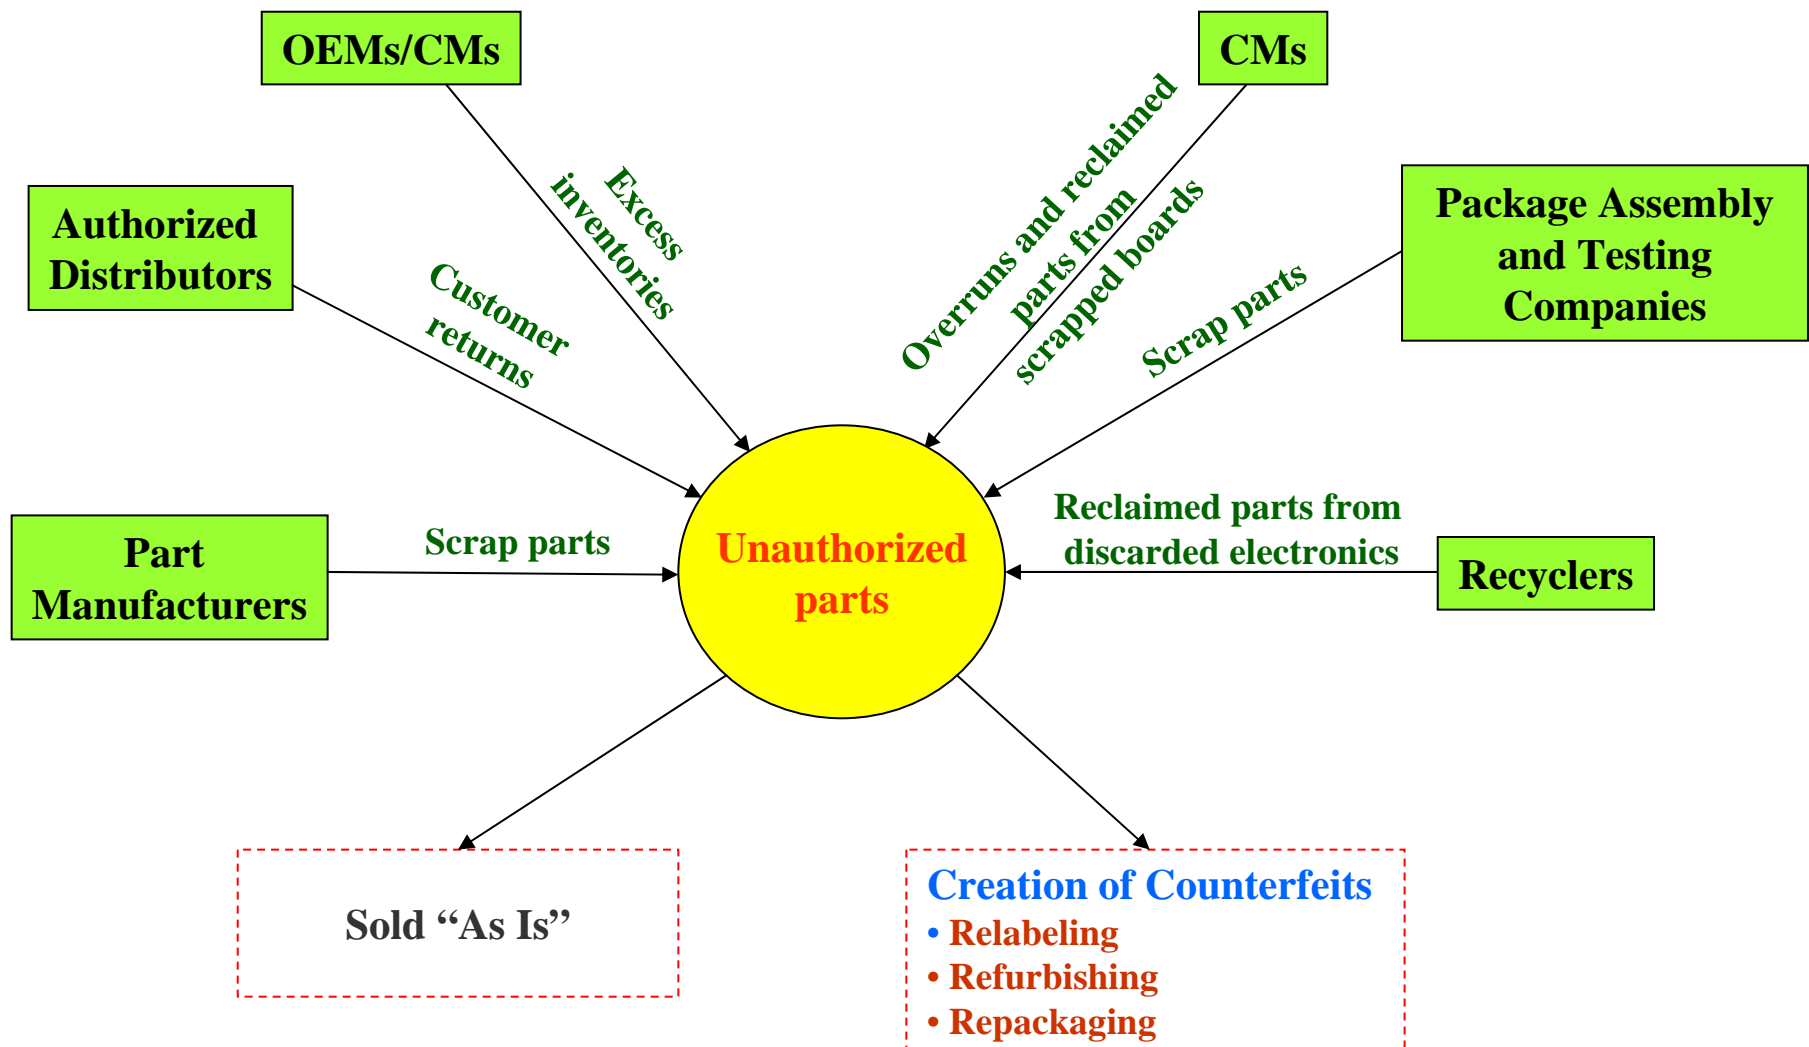 OEMs/CMs
CMs
Excess
inventories
Overruns and reclaimed
parts from
scrapped boards
Authorized
Distributors
Customer
returns
Package Assembly
and Testing
Companies
Scrap parts
Part
Manufacturers
Scrap parts
Unauthorized
parts
Reclaimed parts from
discarded electronics
Recyclers
Sold “As Is”
Creation of Counterfeits
• Relabeling
• Refurbishing
• Repackaging